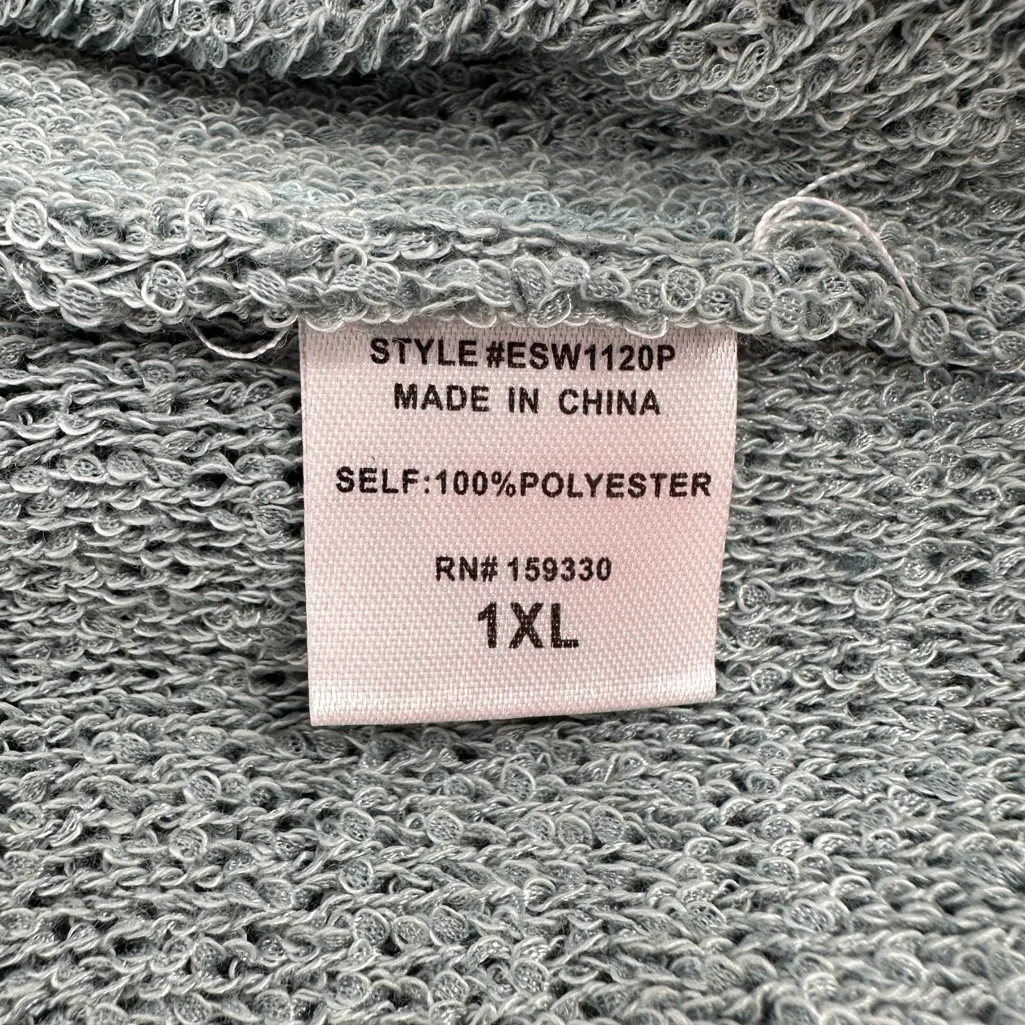 STYLE #ESW1120P
MADE IN CHINA
SELF:100%POLYESTER
RN# 159330
1XL